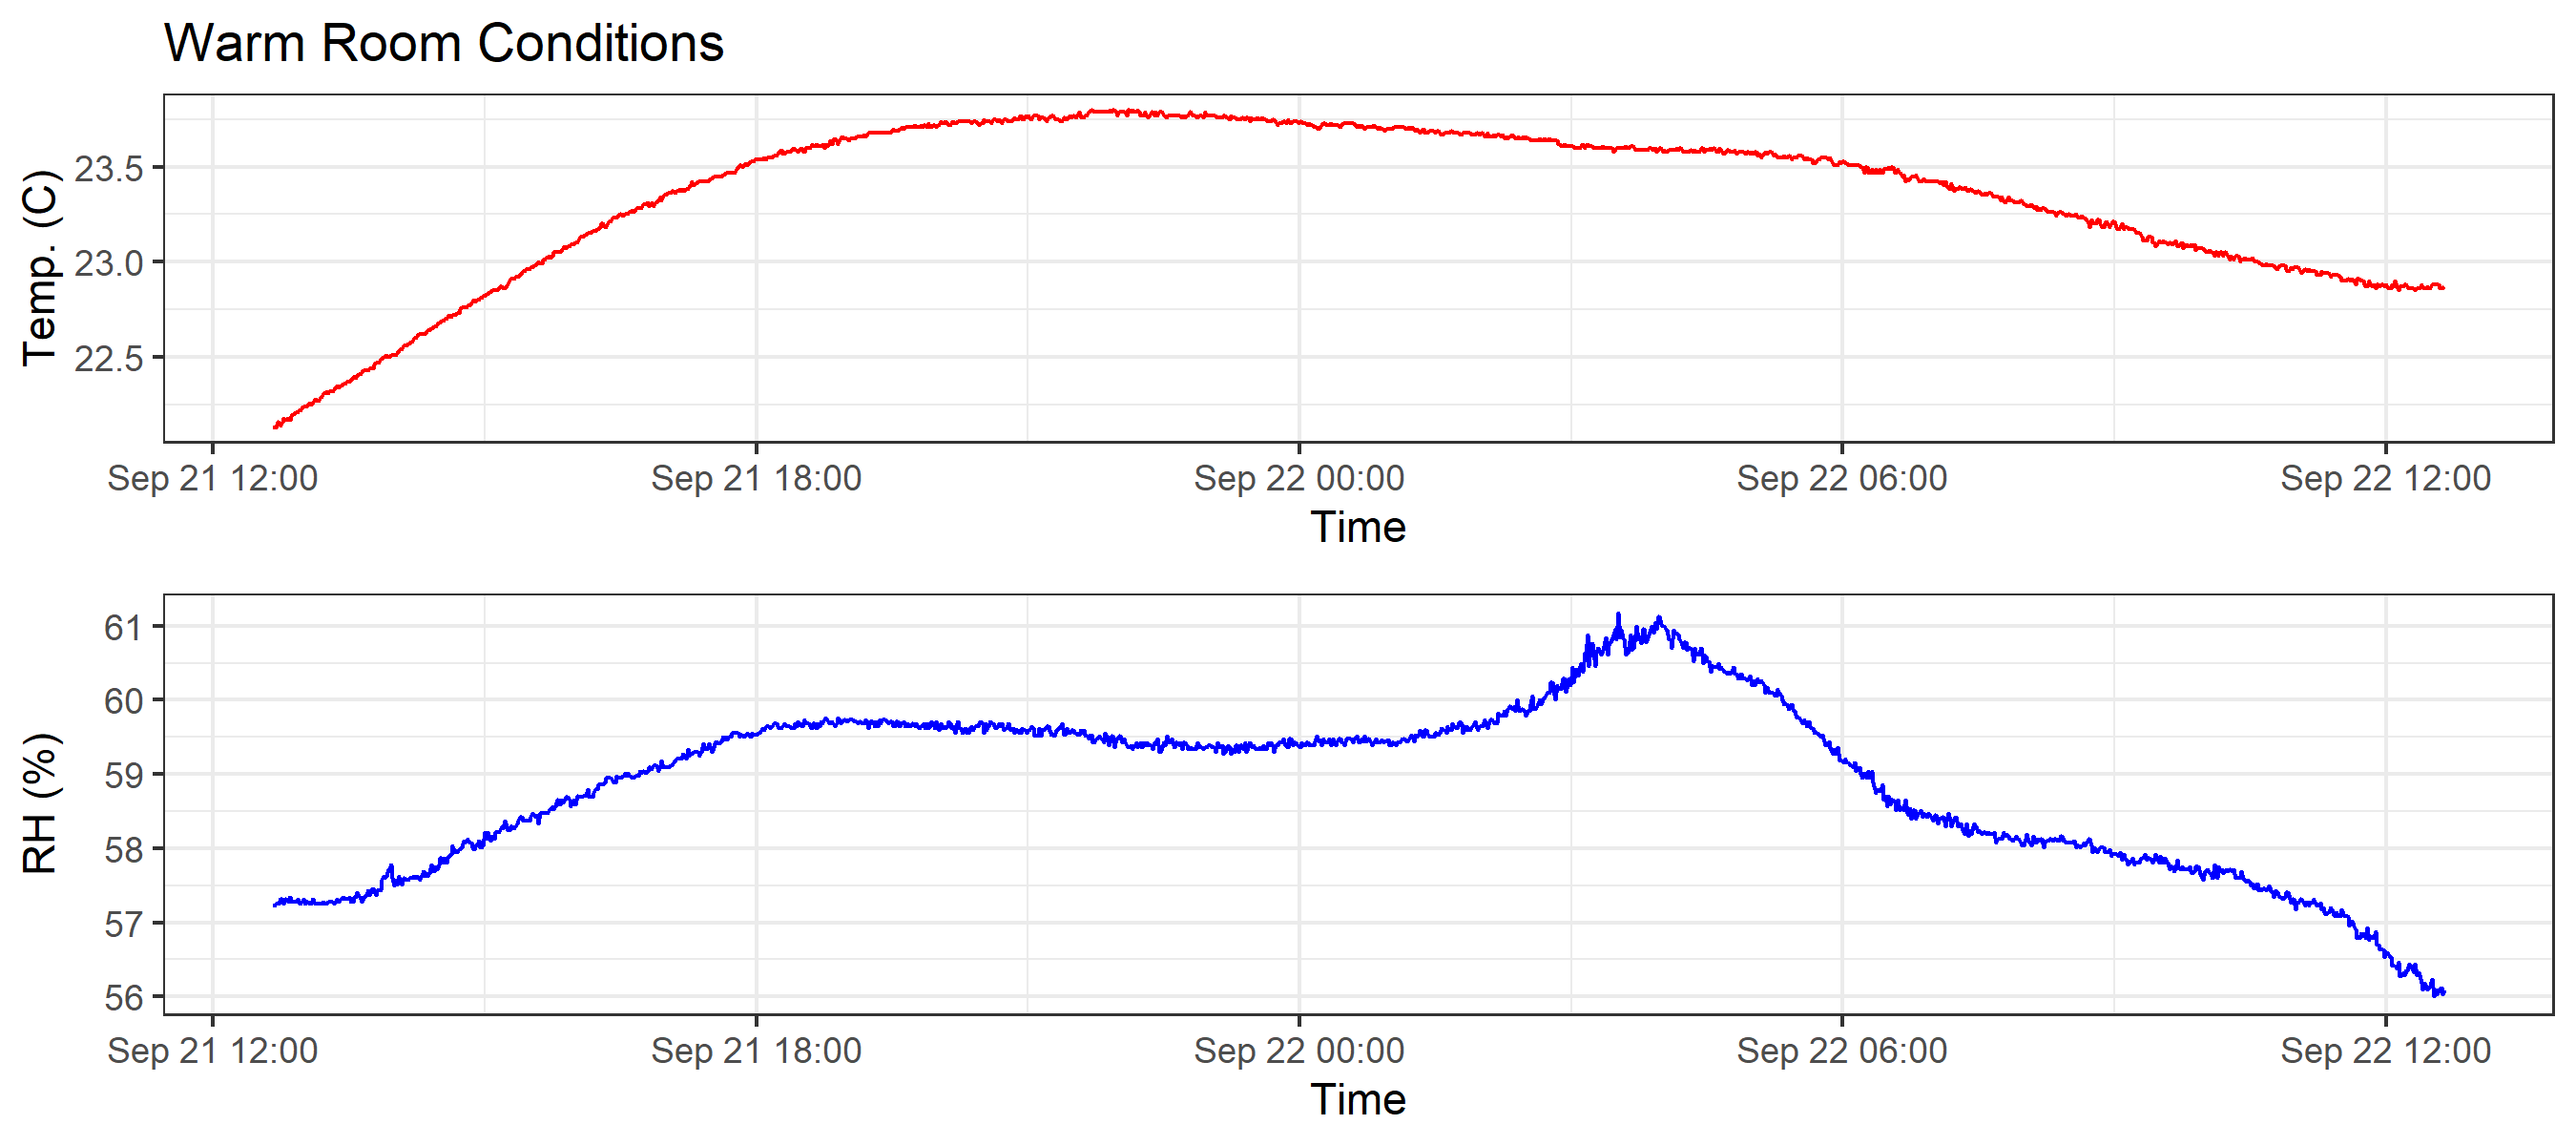 Warm Room Conditions
Temp. (C)
23.5
23.0
22.5
Sep 21 12:00 Sep 21 18:00 Sep 22 00:00 Sep 22 06:00 Sep 22 12:00
Time
RH (%)
61
60
59
58
57
56
Sep 21 12:00 Sep 21 18:00 Sep 22 00:00 Sep 22 06:00 Sep 22 12:00
Time